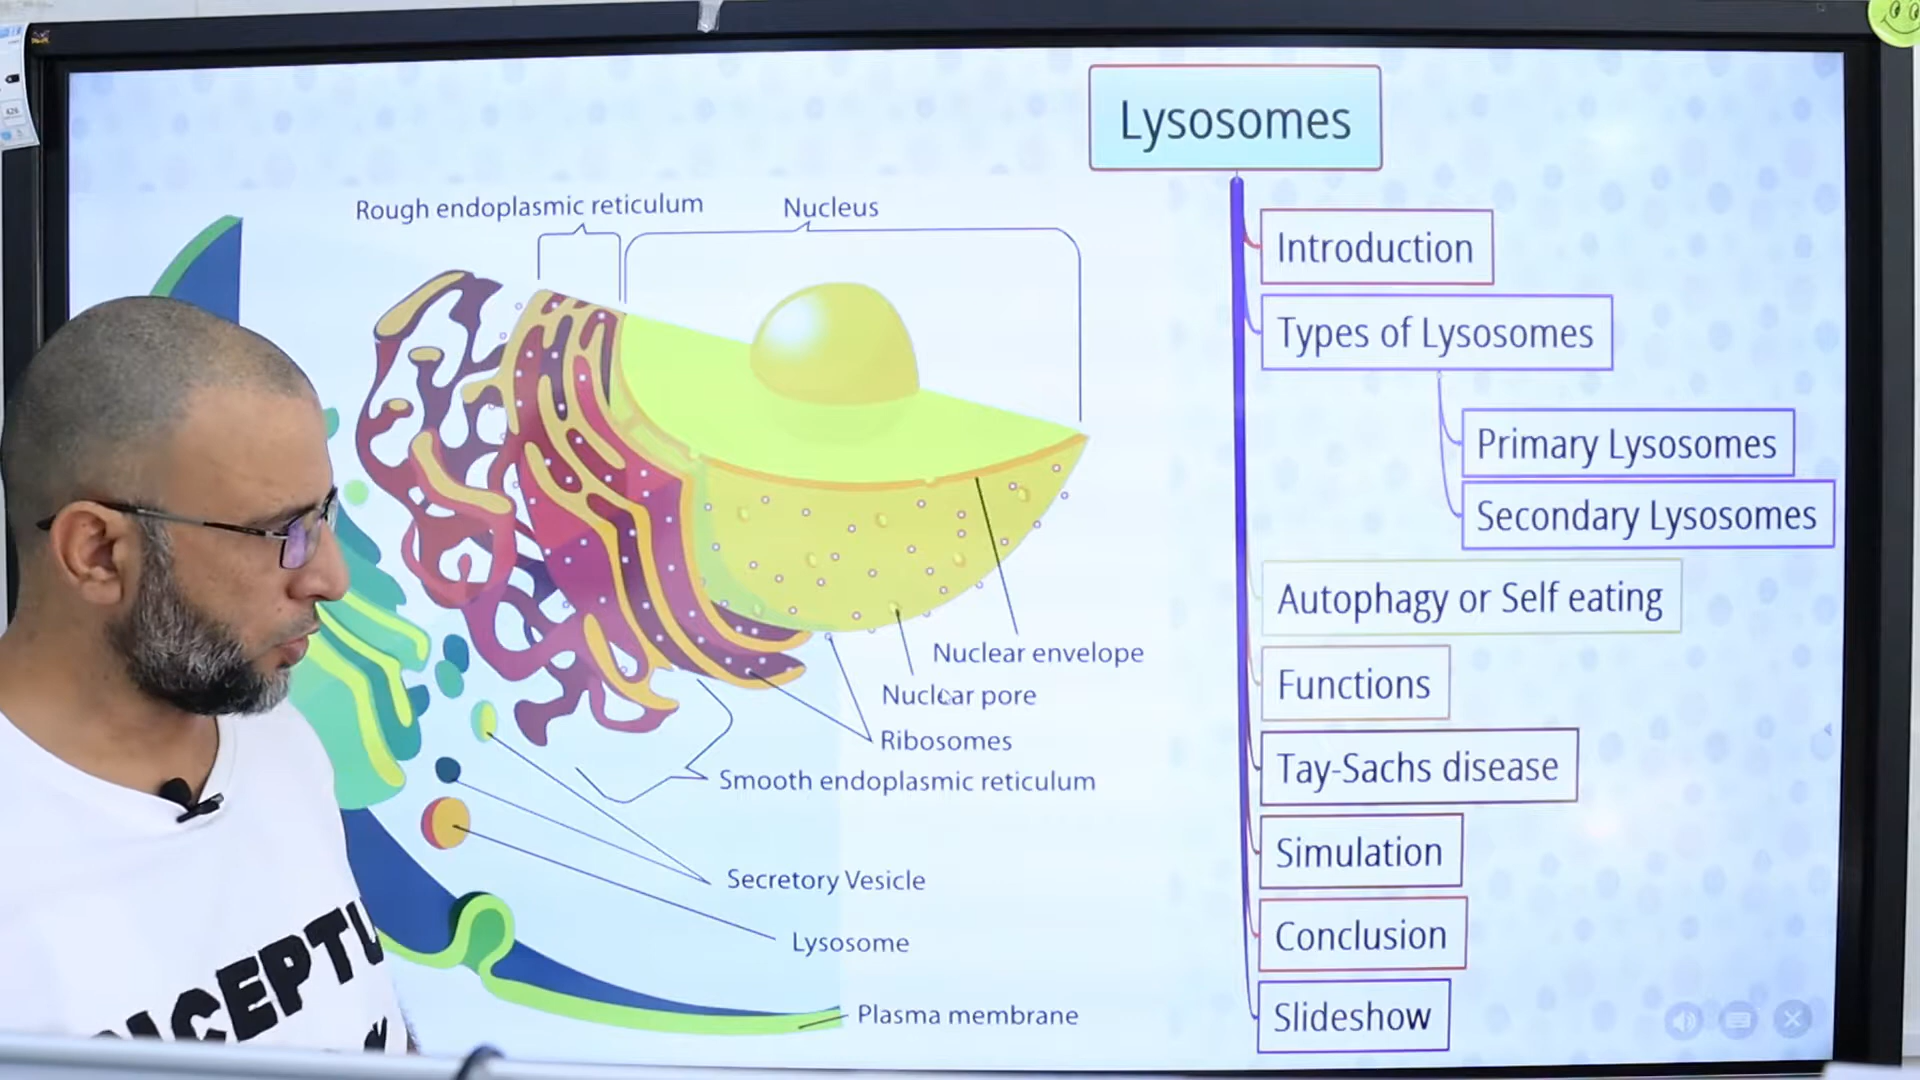 Lysosomes
Rough endoplasmic reticulum
Nucleus
Introduction
Types of Lysosomes
Primary Lysosomes
Secondary Lysosomes
Autophagy or Self eating
Nuclear envelope
Nuclear pore
Functions
Ribosomes
Smooth endoplasmic reticulum
Tay-Sachs disease
Simulation
Secretory Vesicle
Lysosome
Conclusion
Plasma membrane
Slideshow